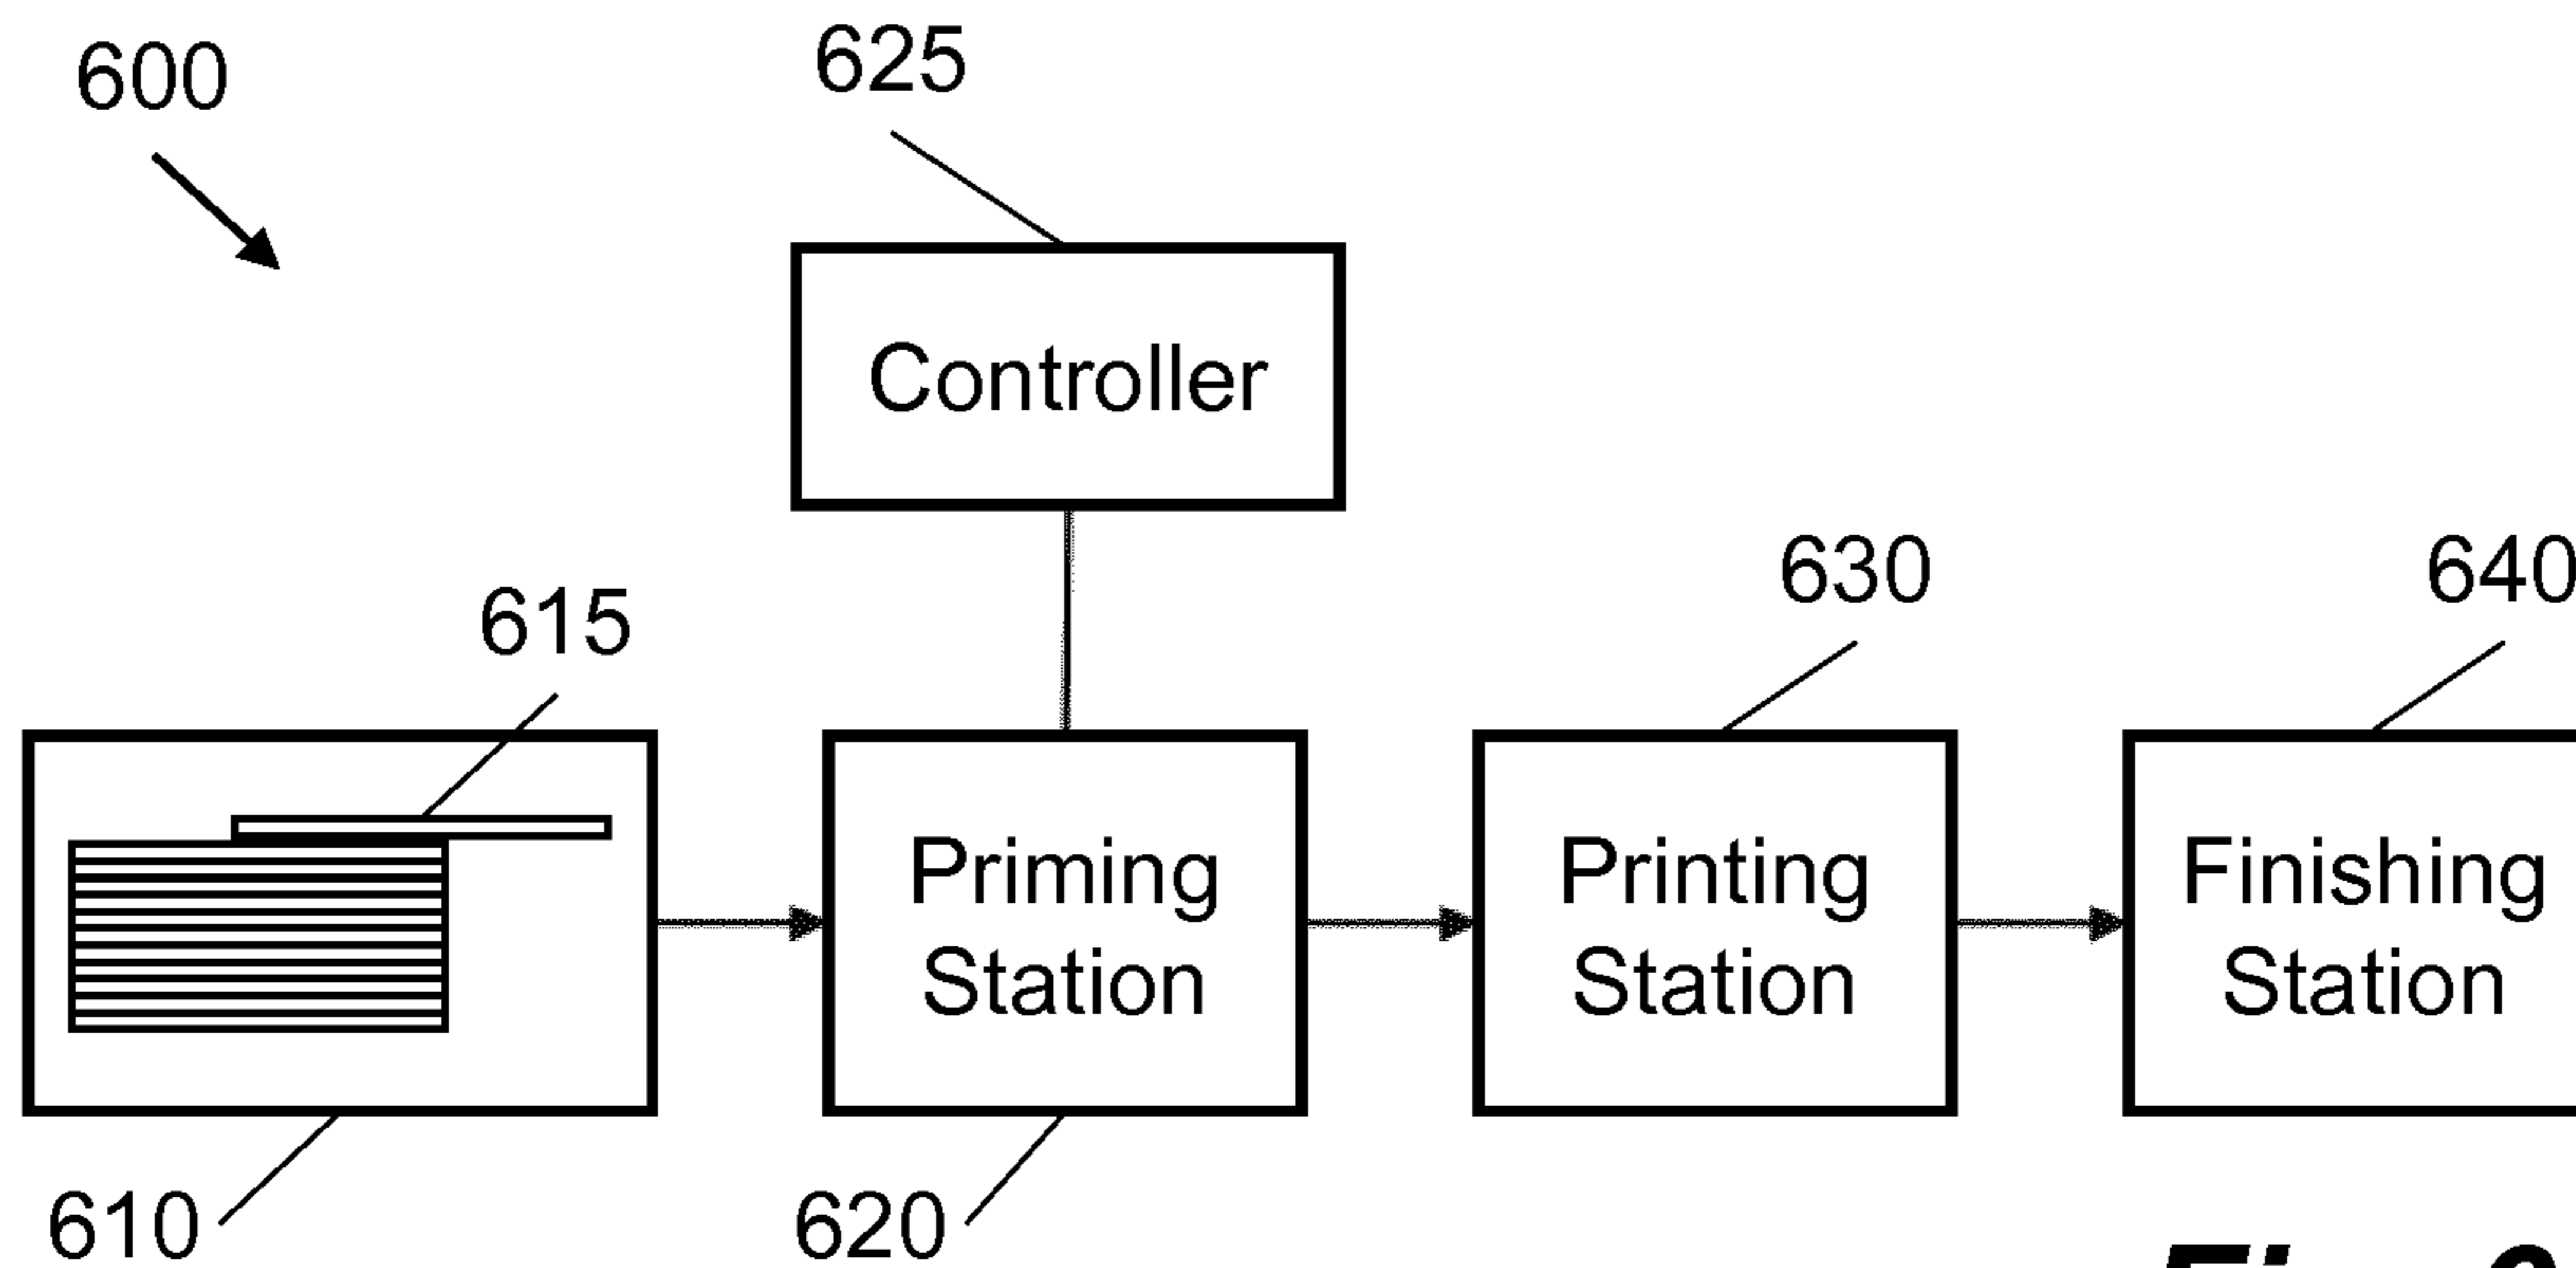 600
625
Controller
630
640
615
Priming
Station
Printing
Station
Finishing
Station
610
620